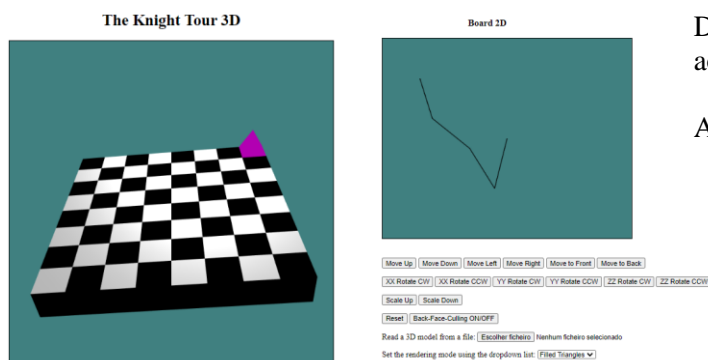 The Knight Tour 3D
Board 2D
Move Up Move Down Move Left Move Right Move to Front Move to Back
XX Rotate CW XX Rotate CCW YY Rotate CW YY Rotate CCW ZZ Rotate CW ZZ Rotate CCW
Scale Up Scale Down
Reset Back-Face-Culling ON/OFF
Read a 3D model from a file: Escolher ficheiro Nenhum ficheiro selecionado
Set the rendering mode using the dropdown list: Filled Triangles